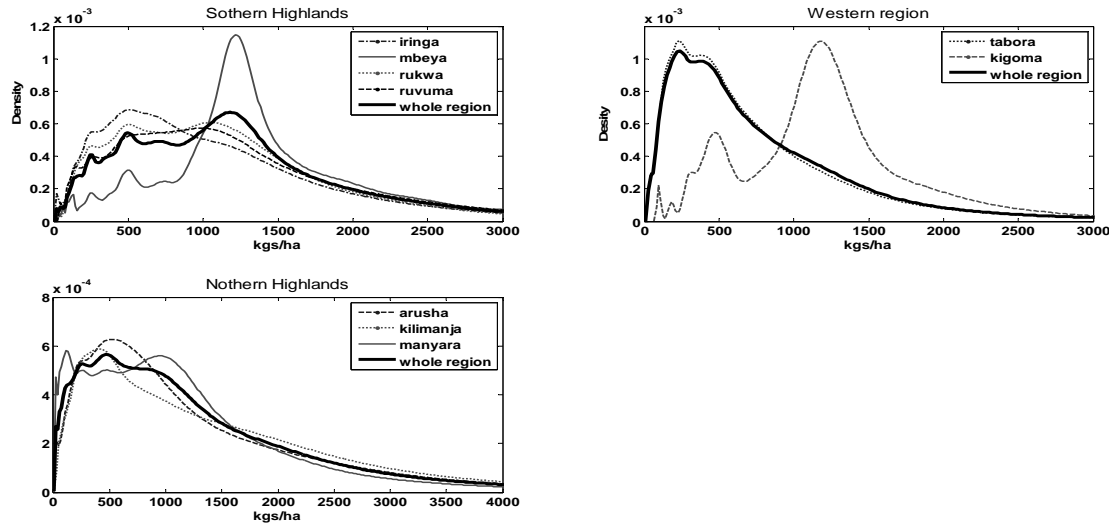 Sothern Highlands
x 10⁻³
1.2
1
0.8
0.6
0.4
0.2
0
Density
iringa
mbeya
rukwa
ruvuma
whole region
0 500 1000 1500 2000 2500 3000
kgs/ha
Western region
x 10⁻³
1
0.8
0.6
0.4
0.2
0
Desity
tabora
kigoma
whole region
0 500 1000 1500 2000 2500 3000
kgs/ha
Nothern Highlands
x 10⁻⁴
8
6
4
2
0
arusha
kilimanja
manyara
whole region
0 500 1000 1500 2000 2500 3000 3500 4000
kgs/ha